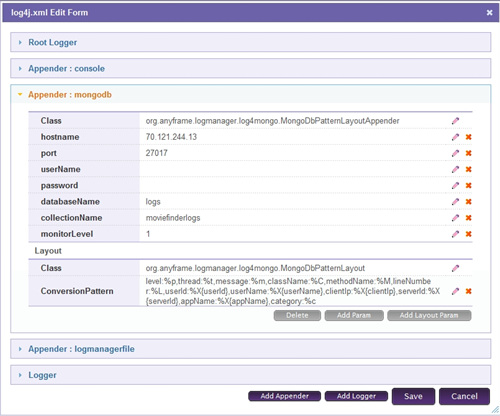 log4j.xml Edit Form
Root Logger
Appender : console
Appender : mongodb
Class org.anyframe.logmanager.log4mongo.MongoDbPatternLayoutAppender
hostname 70.121.244.13
port 27017
userName
password
databaseName logs
collectionName moviefinderlogs
monitorLevel 1
Layout
Class org.anyframe.logmanager.log4mongo.MongoDbPatternLayout
level:%p,thread:%t,message:%m,className:%C,methodName:%M,lineNumbe
ConversionPattern r:%L,userId:%X{userId},userName:%X{userName},clientIp:%X{clientIp},serverId:%X
{serverId},appName:%X{appName},category:%c
Delete Add Param Add Layout Param
Appender : logmanagerfile
Logger
Add Appender Add Logger Save Cancel